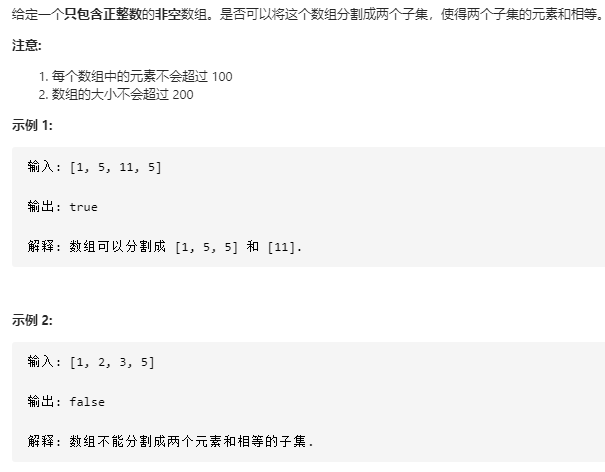 给定一个只包含正整数的非空数组。是否可以将这个数组分割成两个子集，使得两个子集的元素和相等。
注意:
1. 每个数组中的元素不会超过 100
2. 数组的大小不会超过 200
示例 1:
输入: [1, 5, 11, 5]
输出: true
解释: 数组可以分割成 [1, 5, 5] 和 [11].
示例 2:
输入: [1, 2, 3, 5]
输出: false
解释: 数组不能分割成两个元素和相等的子集.